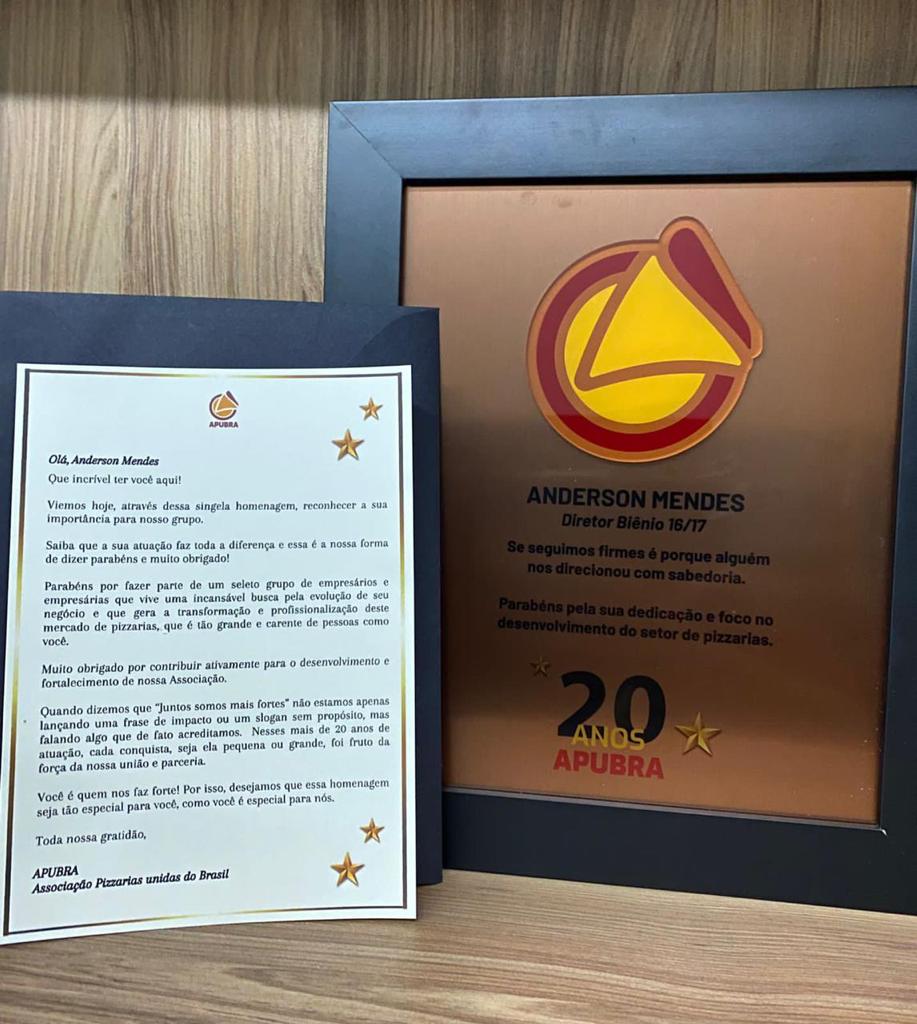 APUBRA
Olá, Anderson Mendes
Que incrível ter você aqui!
Viemos hoje, através dessa singela homenagem, reconhecer a sua
importância para nosso grupo.
Saiba que a sua atuação faz toda a diferença e essa é a nossa forma
de dizer parabéns e muito obrigado!
Parabéns por fazer parte de um seleto grupo de empresários e
empresárias que vive uma incansável busca pela evolução de seu
negócio e que gera a transformação e profissionalização deste
mercado de pizzarias, que é tão grande e carente de pessoas como
você.
Muito obrigado por contribuir ativamente para o desenvolvimento e
fortalecimento de nossa Associação.
Quando dizemos que "Juntos somos mais fortes" não estamos apenas
lançando uma frase de impacto ou um slogan sem propósito, mas
falando algo que de fato acreditamos. Nesses mais de 20 anos de
atuação, cada conquista, seja ela pequena ou grande, foi fruto da
força da nossa união e parceria.
Você é quem nos faz forte! Por isso, desejamos que essa homenagem
seja tão especial para você, como você é especial para nós.
Toda nossa gratidão,
APUBRA
Associação Pizzarias unidas do Brasil
ANDERSON MENDES
Diretor Biênio 16/17
Se seguimos firmes é porque alguém
nos direcionou com sabedoria.
Parabéns pela sua dedicação e foco no
desenvolvimento do setor de pizzarias.
20
ANOS
APUBRA